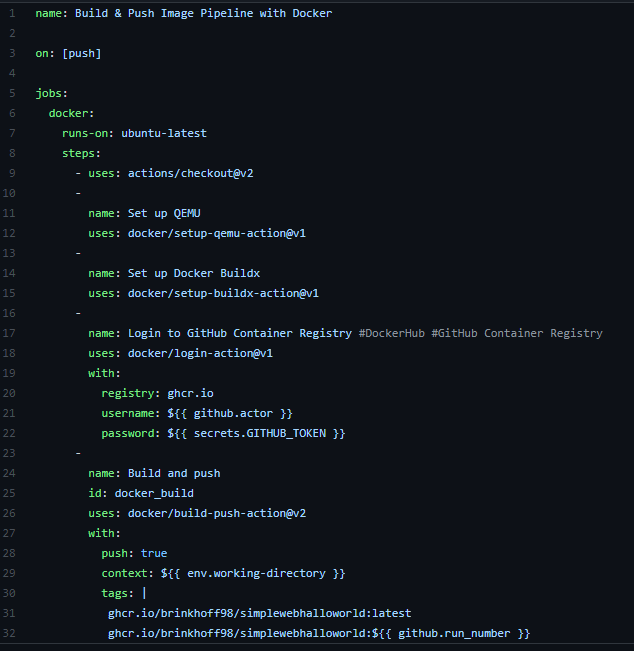 1 name: Build & Push Image Pipeline with Docker
2
3 on: [push]
4
5 jobs:
6   docker:
7     runs-on: ubuntu-latest
8     steps:
9       - uses: actions/checkout@v2
10       -
11         name: Set up QEMU
12         uses: docker/setup-qemu-action@v1
13       -
14         name: Set up Docker Buildx
15         uses: docker/setup-buildx-action@v1
16       -
17         name: Login to GitHub Container Registry #DockerHub #GitHub Container Registry
18         uses: docker/login-action@v1
19         with:
20           registry: ghcr.io
21           username: ${{ github.actor }}
22           password: ${{ secrets.GITHUB_TOKEN }}
23       -
24         name: Build and push
25         id: docker_build
26         uses: docker/build-push-action@v2
27         with:
28           push: true
29           context: ${{ env.working-directory }}
30           tags: |
31            ghcr.io/brinkhoff98/simplewebhalloworld:latest
32            ghcr.io/brinkhoff98/simplewebhalloworld:${{ github.run_number }}